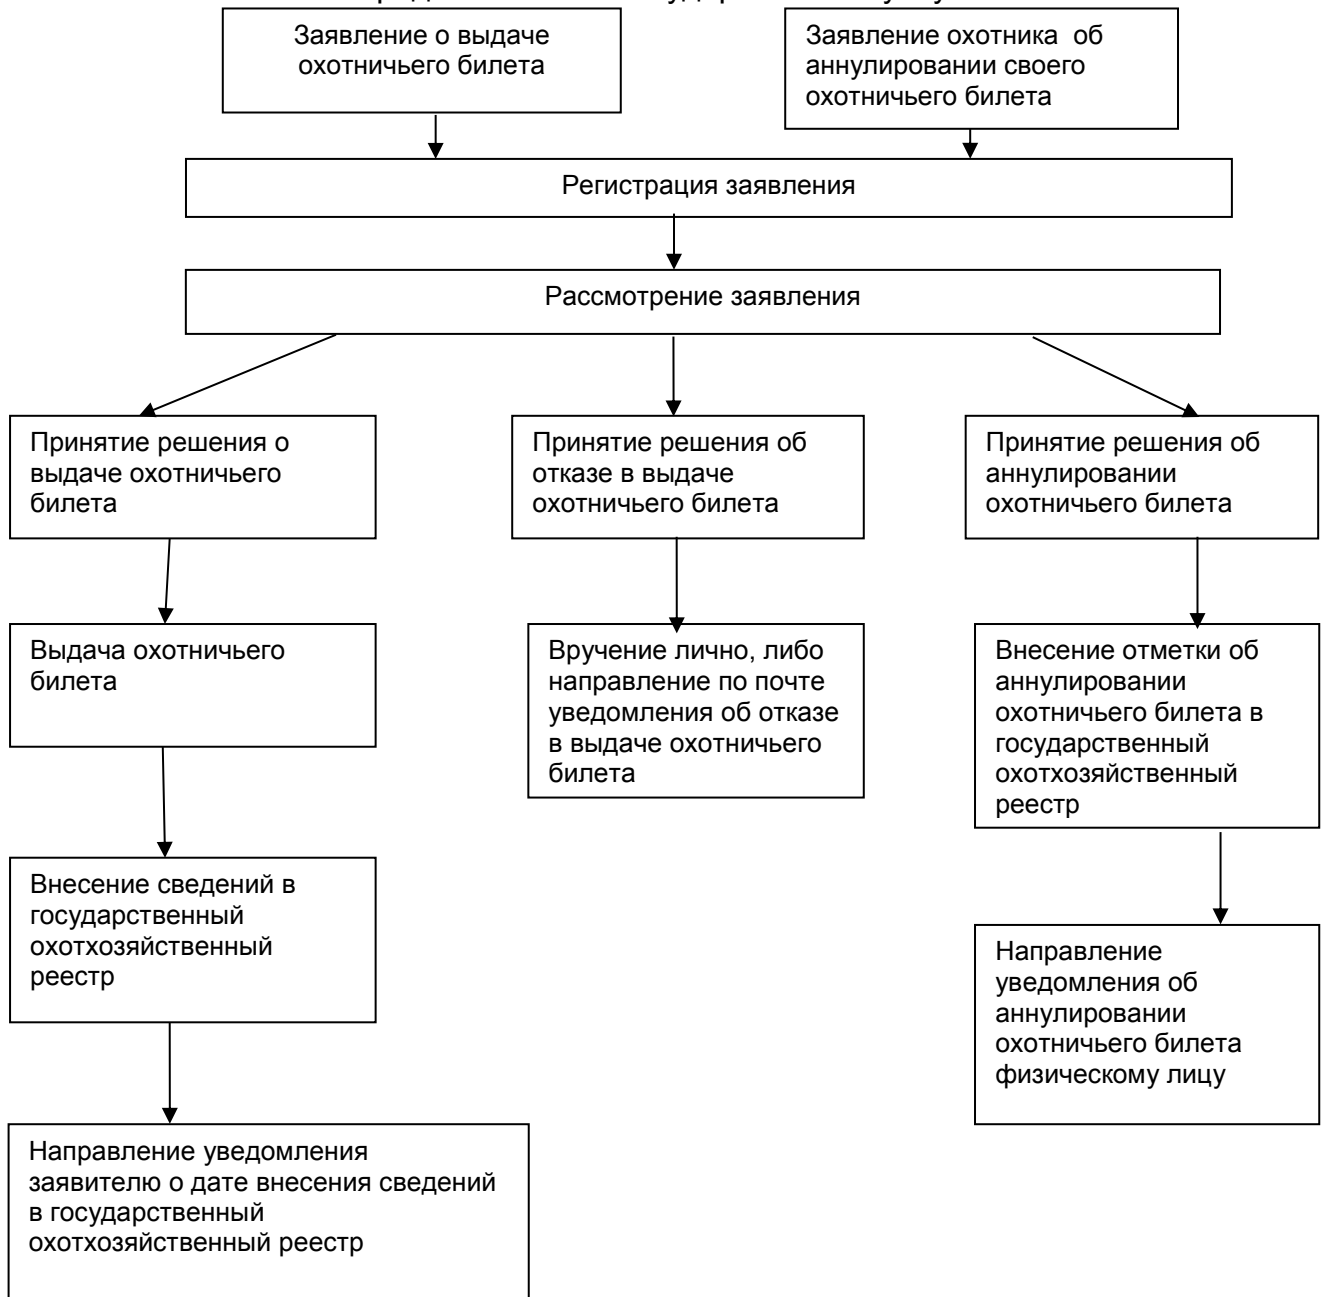 Заявление о выдаче
охотничьего билета
Заявление охотника об
аннулировании своего
охотничьего билета
Регистрация заявления
Рассмотрение заявления
Принятие решения о
выдаче охотничьего
билета
Принятие решения об
отказе в выдаче
охотничьего билета
Принятие решения об
аннулировании
охотничьего билета
Выдача охотничьего
билета
Вручение лично, либо
направление по почте
уведомления об отказе
в выдаче охотничьего
билета
Внесение отметки об
аннулировании
охотничьего билета в
государственный
охотхозяйственный
реестр
Внесение сведений в
государственный
охотхозяйственный
реестр
Направление
уведомления об
аннулировании
охотничьего билета
физическому лицу
Направление уведомления
заявителю о дате внесения сведений
в государственный
охотхозяйственный реестр